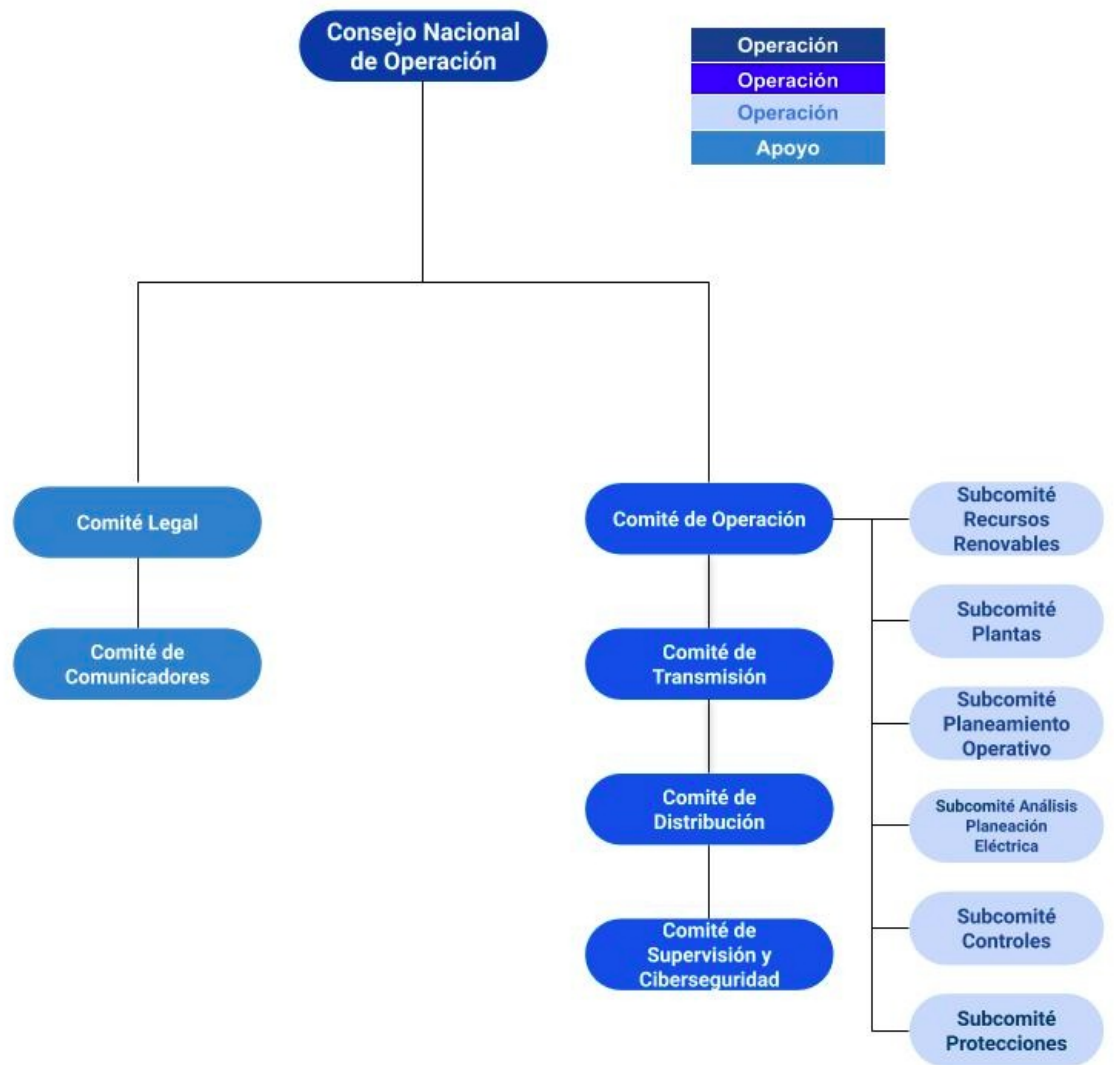 Consejo Nacional
de Operación
Operación
Operación
Operación
Apoyo
Comité Legal
Comité de
Comunicadores
Comité de Operación
Comité de
Transmisión
Comité de
Distribución
Comité de
Supervisión y
Ciberseguridad
Subcomité
Recursos
Renovables
Subcomité
Plantas
Subcomité
Planeamiento
Operativo
Subcomité Análisis
Planeación
Eléctrica
Subcomité
Controles
Subcomité
Protecciones